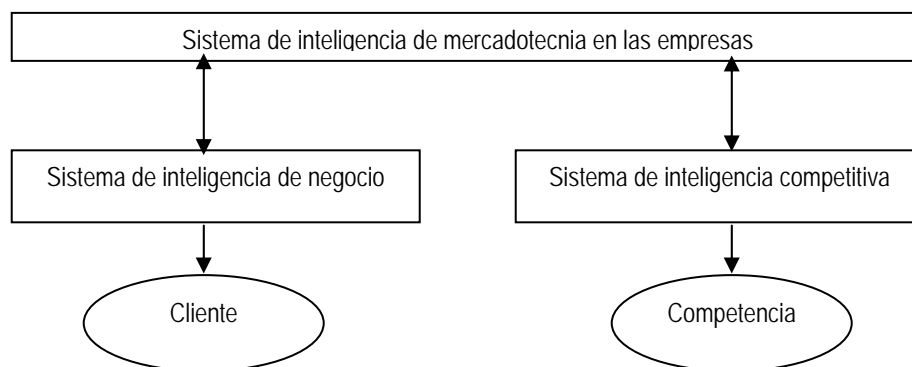 Sistema de inteligencia de mercadotecnia en las empresas
Sistema de inteligencia de negocio
Sistema de inteligencia competitiva
Cliente
Competencia